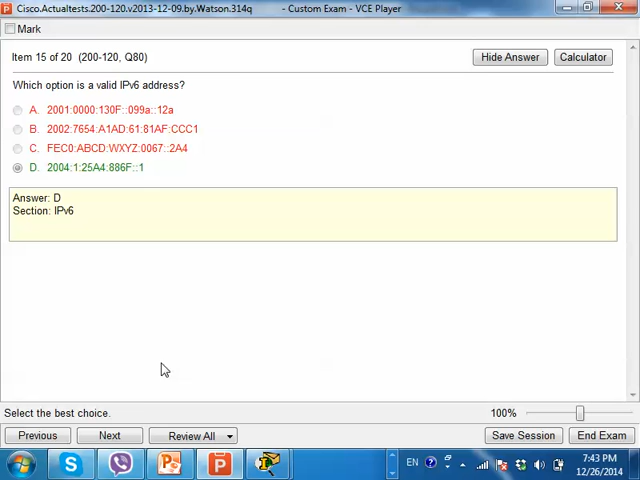 Cisco.Actualtests.200-120.v2013-12-09.by.Watson.314q - Custom Exam - VCE Player
Mark
Item 15 of 20 (200-120, Q80)
Hide Answer
Calculator
Which option is a valid IPv6 address?
A. 2001:0000:130F::099a::12a
B. 2002:7654:A1AD:61:81AF:CCC1
C. FEC0:ABCD:WXYZ:0067::2A4
D. 2004:1:25A4:886F::1
Answer: D
Section: IPv6
Select the best choice.
100%
Previous
Next
Review All
Save Session
End Exam
EN
7:43 PM
12/26/2014